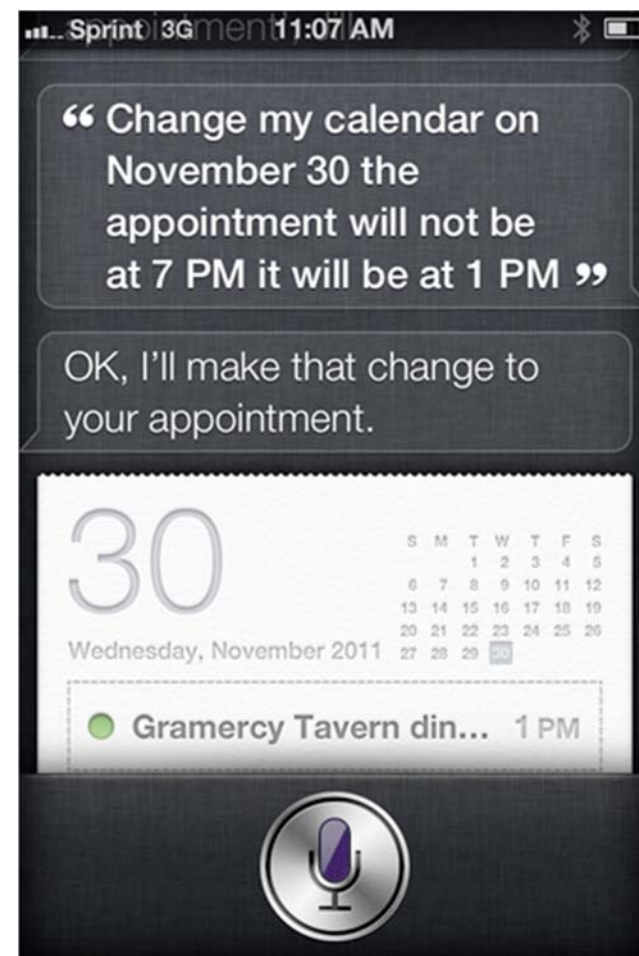 Sprint 3G 11:07 AM
“ Change my calendar on
November 30 the
appointment will not be
at 7 PM it will be at 1 PM ”
OK, I'll make that change to
your appointment.
30
S M T W T F S
1 2 3 4 5
6 7 8 9 10 11 12
13 14 15 16 17 18 19
20 21 22 23 24 25 26
Wednesday, November 2011
27 28 29 30
Gramercy Tavern din... 1 PM